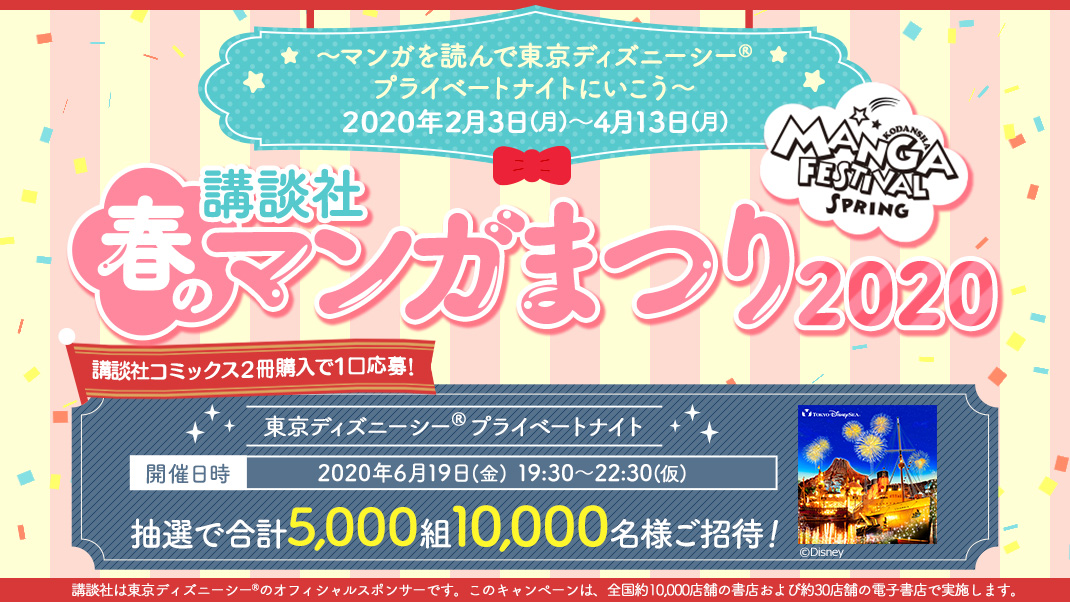 ~マンガを読んで東京ディズニーシー®
プライベートナイトにいこう~
2020年2月3日(月)~4月13日(月)
KODANSHA
MANGA
FESTIVAL
SPRING
講談社
春のマンガまつり2020
講談社コミックス2冊購入で1口応募!
東京ディズニーシー®プライベートナイト
開催日時 2020年6月19日(金) 19:30~22:30(仮)
抽選で合計5,000組10,000名様ご招待!
TOKYO DisneySEA
©Disney
講談社は東京ディズニーシー®のオフィシャルスポンサーです。このキャンペーンは、全国約10,000店舗の書店および約30店舗の電子書店で実施します。